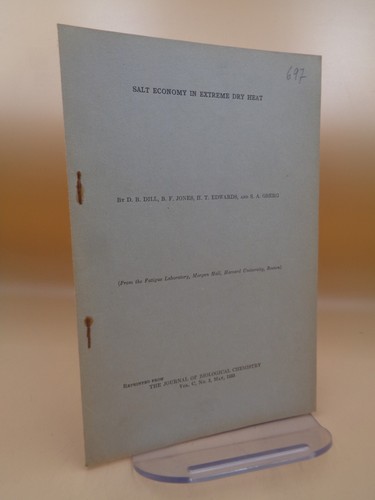 697
SALT ECONOMY IN EXTREME DRY HEAT
By D. B. DILL, B. F. JONES, H. T. EDWARDS, AND S. A. OBERG
(From the Fatigue Laboratory, Morgan Hall, Harvard University, Boston)
REPRINTED FROM
THE JOURNAL OF BIOLOGICAL CHEMISTRY
VOL. C, No. 3, MAY, 1933